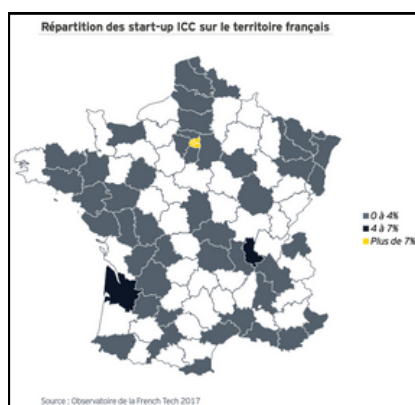 Répartition des start-up ICC sur le territoire français
0 à 4%
4 à 7%
Plus de 7%
Source : Observatoire de la French Tech 2017